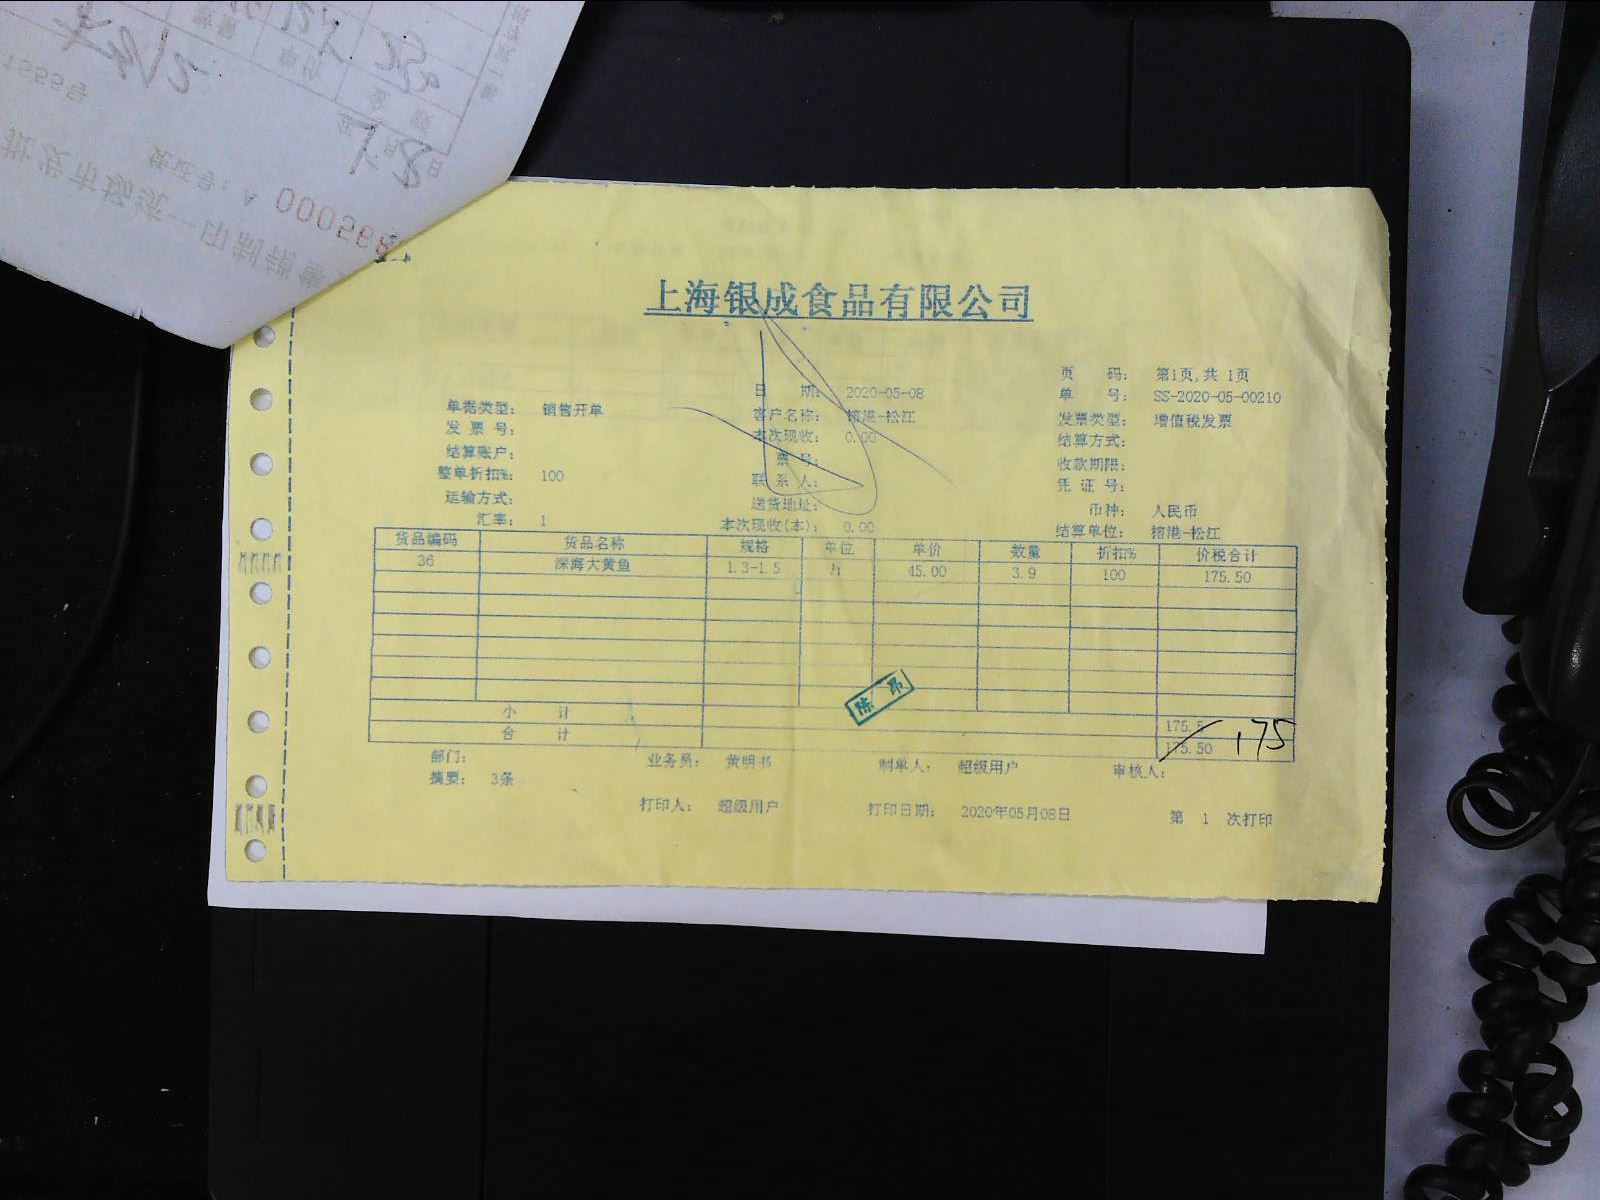 上海银成食品有限公司
页 码: 第1页,共 1页
日 期: 2020-05-08
单 号: SS-2020-05-00210
单据类型: 销售开单
客户名称: 榕港-松江
发票类型: 增值税发票
发 票 号:
本次现收: 0.00
结算方式:
结算账户:
票 号:
收款期限:
整单折扣%: 100
联 系 人:
凭 证 号:
运输方式:
送货地址:
币种: 人民币
汇率: 1
本次现收(本): 0.00
结算单位: 榕港-松江
货品编码 货品名称 规格 单位 单价 数量 折扣% 价税合计
36 深海大黄鱼 1.3-1.5 斤 45.00 3.9 100 175.50
小 计 175.5
合 计 175.50 175
陈 昂
部门: 业务员: 黄明书 制单人: 超级用户 审核人:
摘要: 3条
打印人: 超级用户 打印日期: 2020年05月08日 第 1 次打印